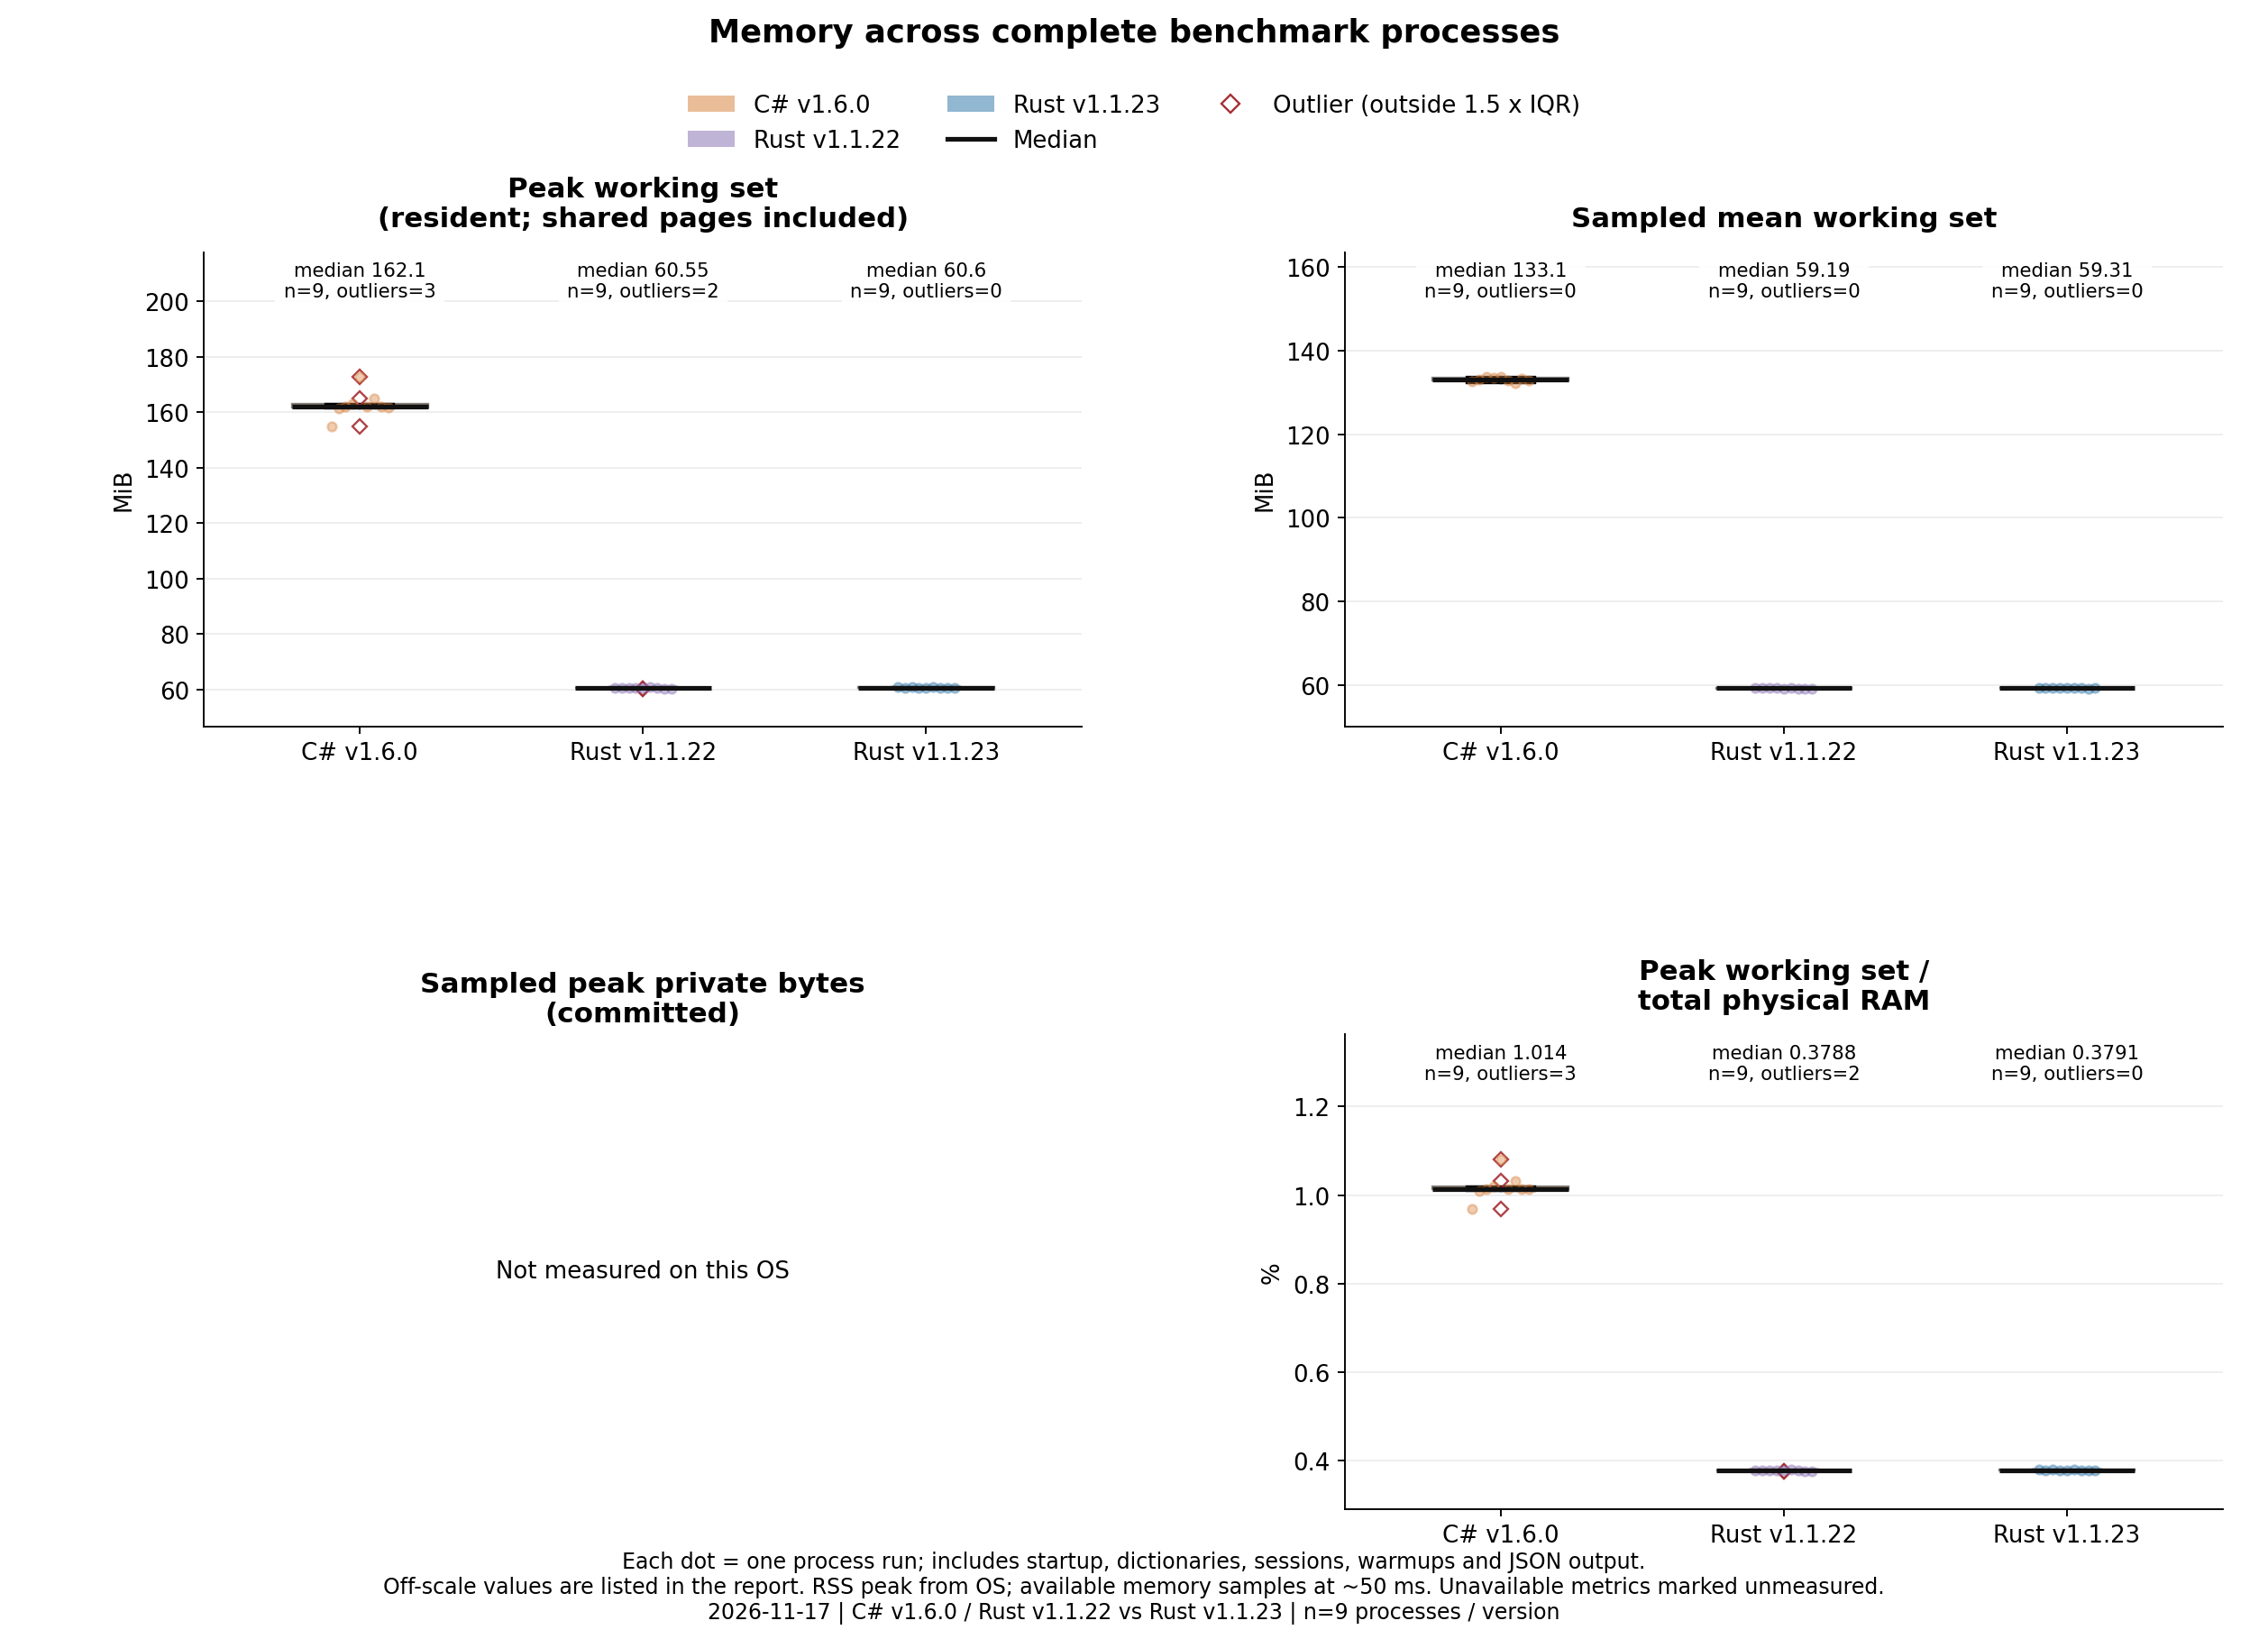 Memory across complete benchmark processes
C# v1.6.0
Rust v1.1.22
Rust v1.1.23
Median
Outlier (outside 1.5 x IQR)
Peak working set
(resident; shared pages included)
median 162.1
n=9, outliers=3
median 60.55
n=9, outliers=2
median 60.6
n=9, outliers=0
MiB
200
180
160
140
120
100
80
60
C# v1.6.0
Rust v1.1.22
Rust v1.1.23
Sampled mean working set
median 133.1
n=9, outliers=0
median 59.19
n=9, outliers=0
median 59.31
n=9, outliers=0
MiB
160
140
120
100
80
60
C# v1.6.0
Rust v1.1.22
Rust v1.1.23
Sampled peak private bytes
(committed)
Not measured on this OS
Peak working set /
total physical RAM
median 1.014
n=9, outliers=3
median 0.3788
n=9, outliers=2
median 0.3791
n=9, outliers=0
%
1.2
1.0
0.8
0.6
0.4
C# v1.6.0
Rust v1.1.22
Rust v1.1.23
Each dot = one process run; includes startup, dictionaries, sessions, warmups and JSON output.
Off-scale values are listed in the report. RSS peak from OS; available memory samples at ~50 ms. Unavailable metrics marked unmeasured.
2026-11-17 | C# v1.6.0 / Rust v1.1.22 vs Rust v1.1.23 | n=9 processes / version